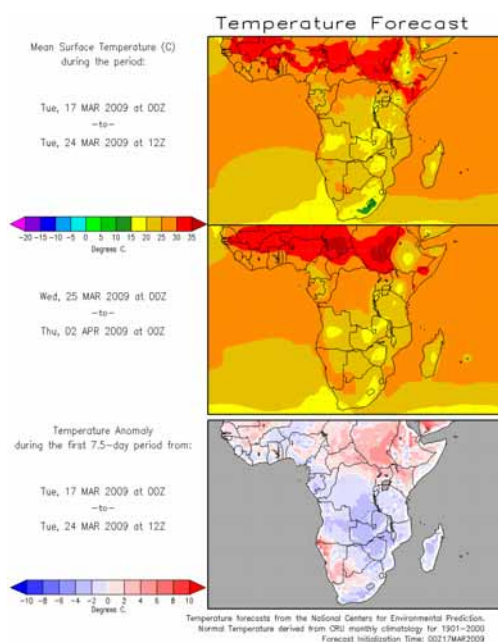 Temperature Forecast
Mean Surface Temperature (C)
during the period:
Tue, 17 MAR 2009 at 00Z
-to-
Tue, 24 MAR 2009 at 12Z
-20 -15 -10 -5 0 5 10 15 20 25 30 35
Degrees C.
Wed, 25 MAR 2009 at 00Z
-to-
Thu, 02 APR 2009 at 00Z
Temperature Anomaly
during the first 7.5-day period from:
Tue, 17 MAR 2009 at 00Z
-to-
Tue, 24 MAR 2009 at 12Z
-10 -8 -6 -4 -2 0 2 4 6 8 10
Degrees C.
Temperature forecasts from the National Centers for Environmental Prediction.
Normal Temperature derived from CRU monthly climatology for 1901-2000
Forecast Initialization Time: 00Z17MAR2009